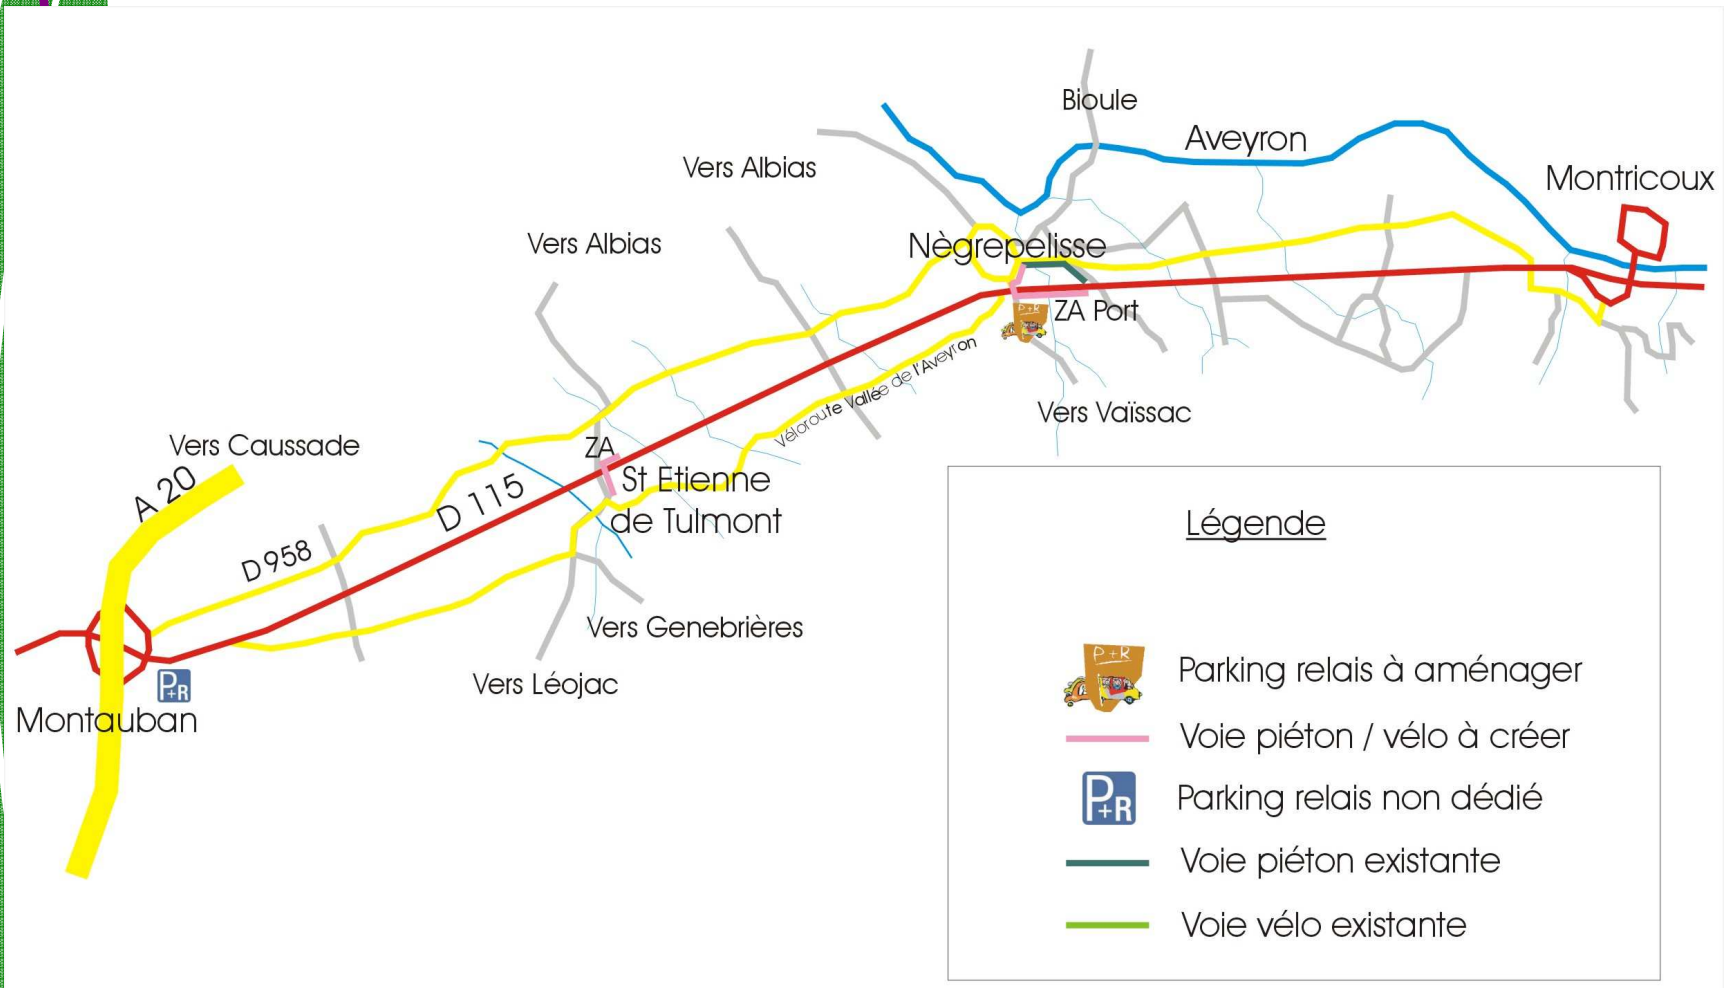 Bioule
Aveyron
Vers Albias
Montricoux
Vers Albias
Nègrepelisse
P+R
ZA Port
Véloroute Vallée de l'Aveyron
Vers Vaïssac
Vers Caussade
A 20
ZA
St Etienne
de Tulmont
D 115
D958
Vers Genebrières
Vers Léojac
P+R
Montauban
Légende
P+R
Parking relais à aménager
Voie piéton / vélo à créer
P+R
Parking relais non dédié
Voie piéton existante
Voie vélo existante